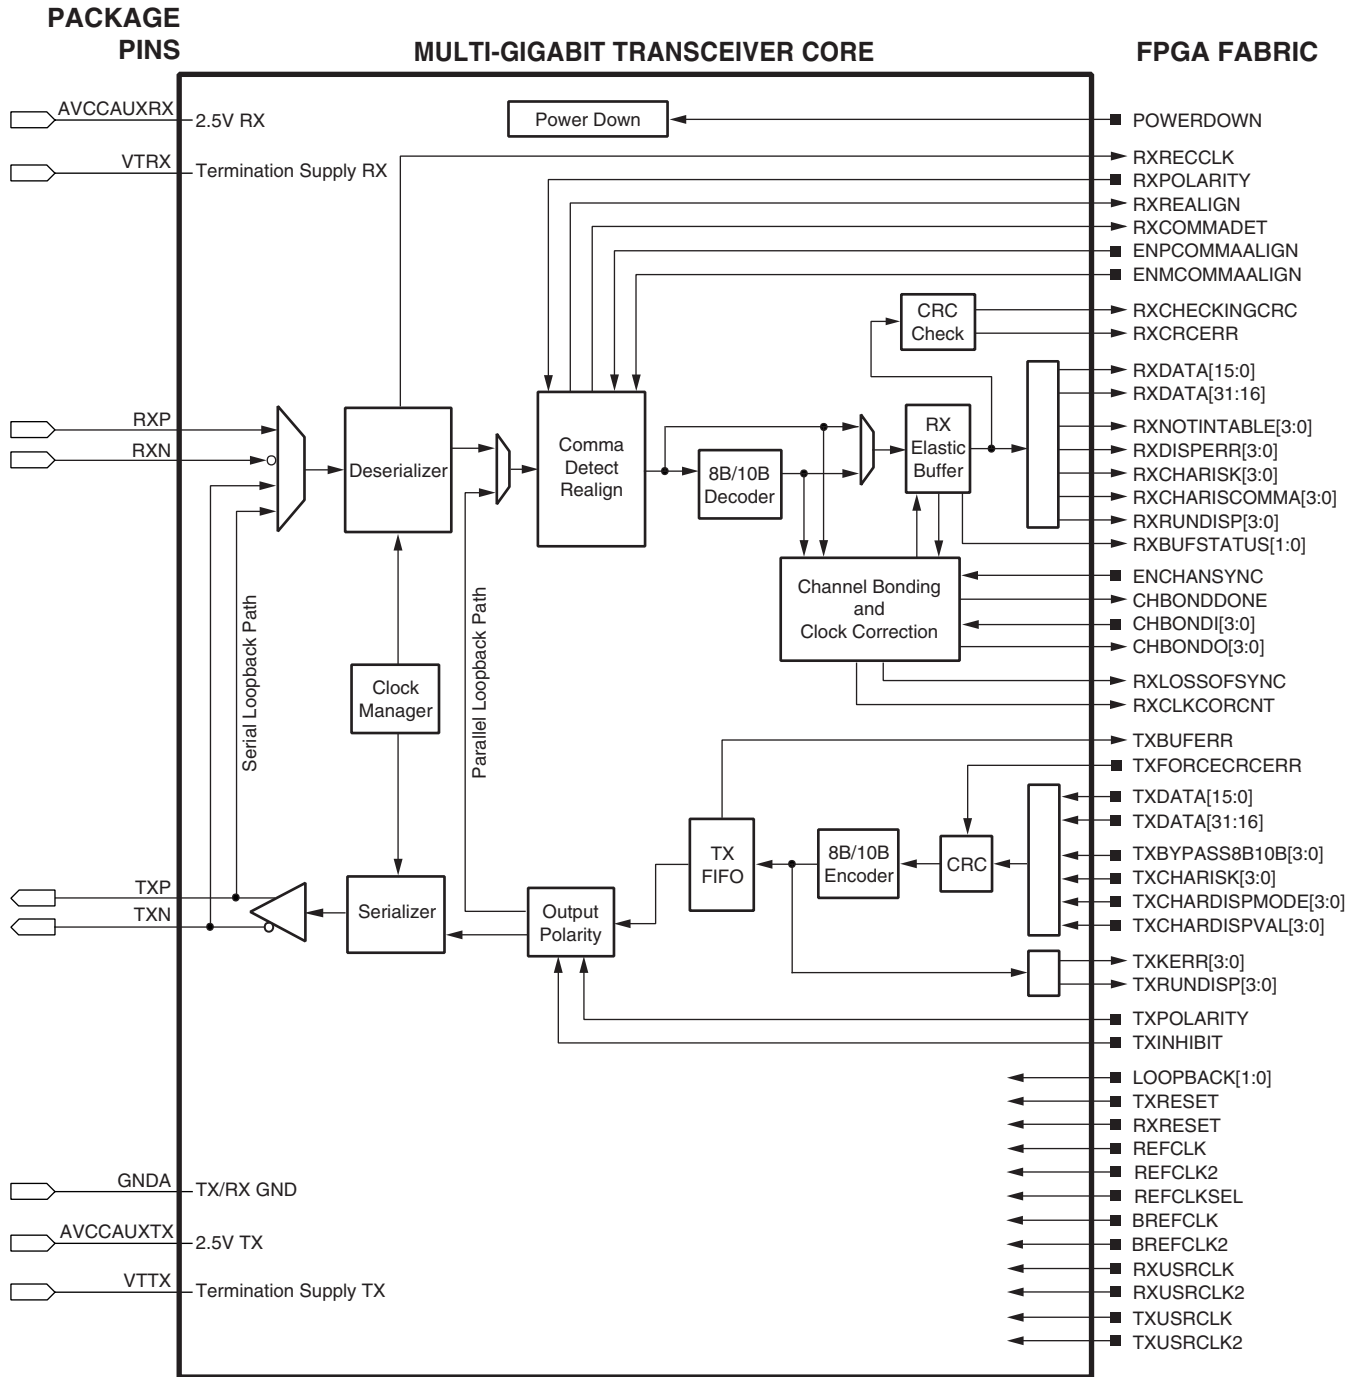 PACKAGE
PINS
MULTI-GIGABIT TRANSCEIVER CORE
FPGA FABRIC
AVCCAUXRX
2.5V RX
VTRX
Termination Supply RX
Power Down
POWERDOWN
RXRECCLK
RXPOLARITY
RXREALIGN
RXCOMMADET
ENPCOMMAALIGN
ENMCOMMAALIGN
CRC
Check
RXCHECKINGCRC
RXCRCERR
RXDATA[15:0]
RXDATA[31:16]
RXNOTINTABLE[3:0]
RXDISPERR[3:0]
RXCHARISK[3:0]
RXCHARISCOMMA[3:0]
RXRUNDISP[3:0]
RXBUFSTATUS[1:0]
RXP
RXN
Deserializer
Comma
Detect
Realign
8B/10B
Decoder
RX
Elastic
Buffer
Channel Bonding
and
Clock Correction
ENCHANSYNC
CHBONDDONE
CHBONDI[3:0]
CHBONDO[3:0]
RXLOSSOFSYNC
RXCLKCORCNT
Serial Loopback Path
Clock
Manager
Parallel Loopback Path
TXBUFERR
TXFORCECRCERR
TXDATA[15:0]
TXDATA[31:16]
TXBYPASS8B10B[3:0]
TXCHARISK[3:0]
TXCHARDISPMODE[3:0]
TXCHARDISPVAL[3:0]
TX
FIFO
8B/10B
Encoder
CRC
TXP
TXN
Serializer
Output
Polarity
TXKERR[3:0]
TXRUNDISP[3:0]
TXPOLARITY
TXINHIBIT
LOOPBACK[1:0]
TXRESET
RXRESET
REFCLK
REFCLK2
REFCLKSEL
BREFCLK
BREFCLK2
RXUSRCLK
RXUSRCLK2
TXUSRCLK
TXUSRCLK2
GNDA
TX/RX GND
AVCCAUXTX
2.5V TX
VTTX
Termination Supply TX